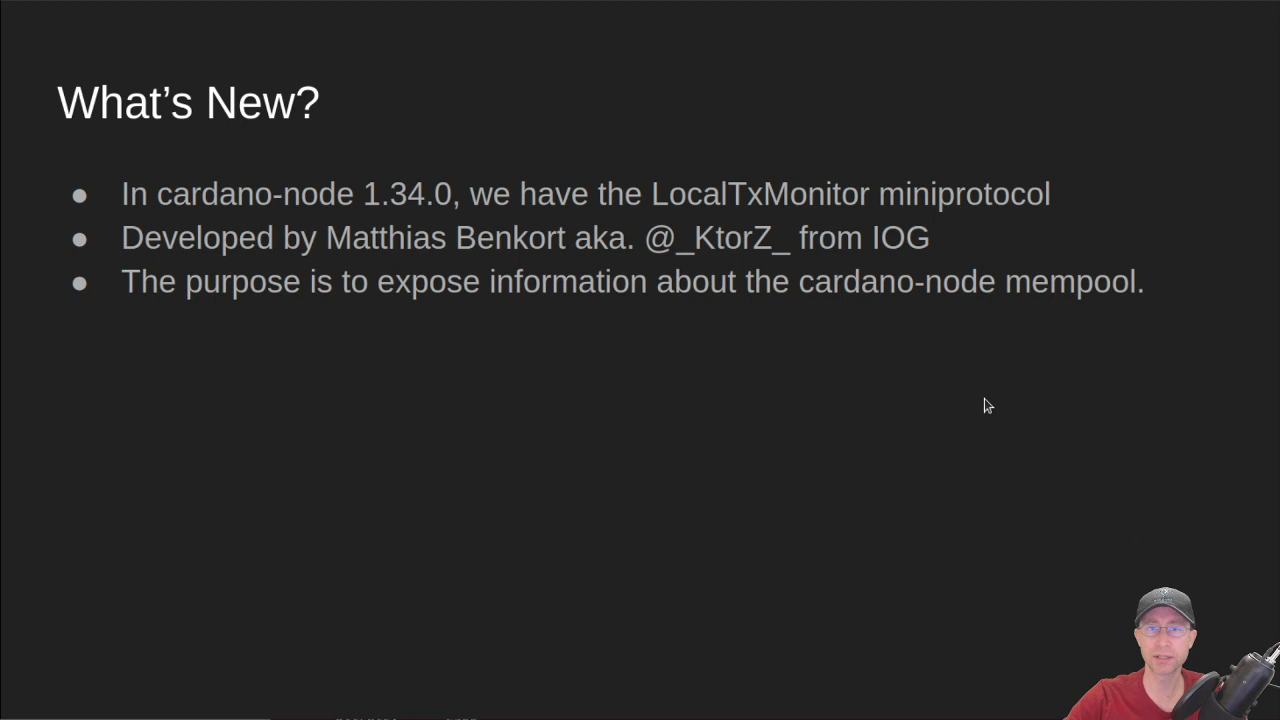 What’s New?
● In cardano-node 1.34.0, we have the LocalTxMonitor miniprotocol
● Developed by Matthias Benkort aka. @_KtorZ_ from IOG
● The purpose is to expose information about the cardano-node mempool.